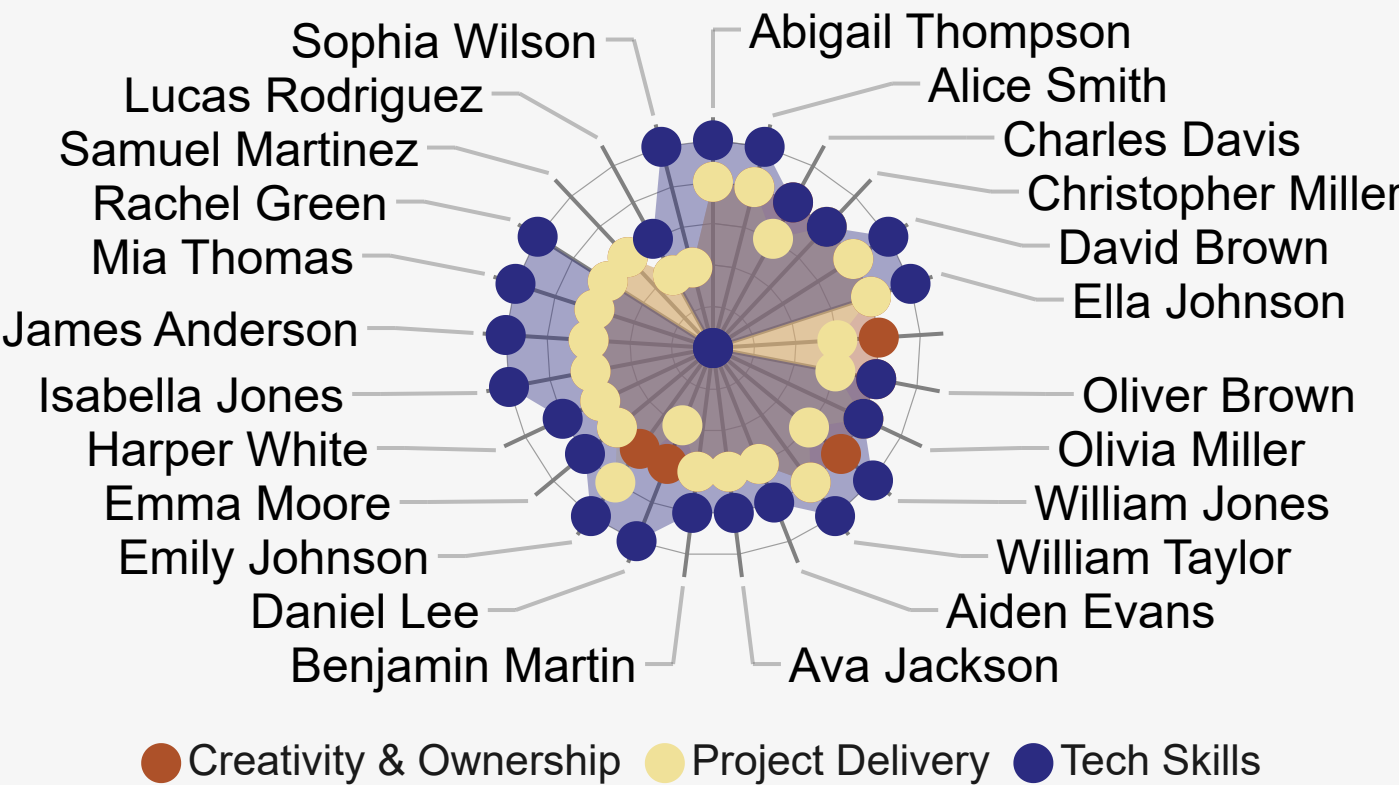 Sophia Wilson
Abigail Thompson
Lucas Rodriguez
Alice Smith
Samuel Martinez
Charles Davis
Rachel Green
Christopher Miller
Mia Thomas
David Brown
James Anderson
Ella Johnson
Isabella Jones
Oliver Brown
Harper White
Olivia Miller
Emma Moore
William Jones
Emily Johnson
William Taylor
Daniel Lee
Aiden Evans
Benjamin Martin
Ava Jackson
Creativity & Ownership
Project Delivery
Tech Skills